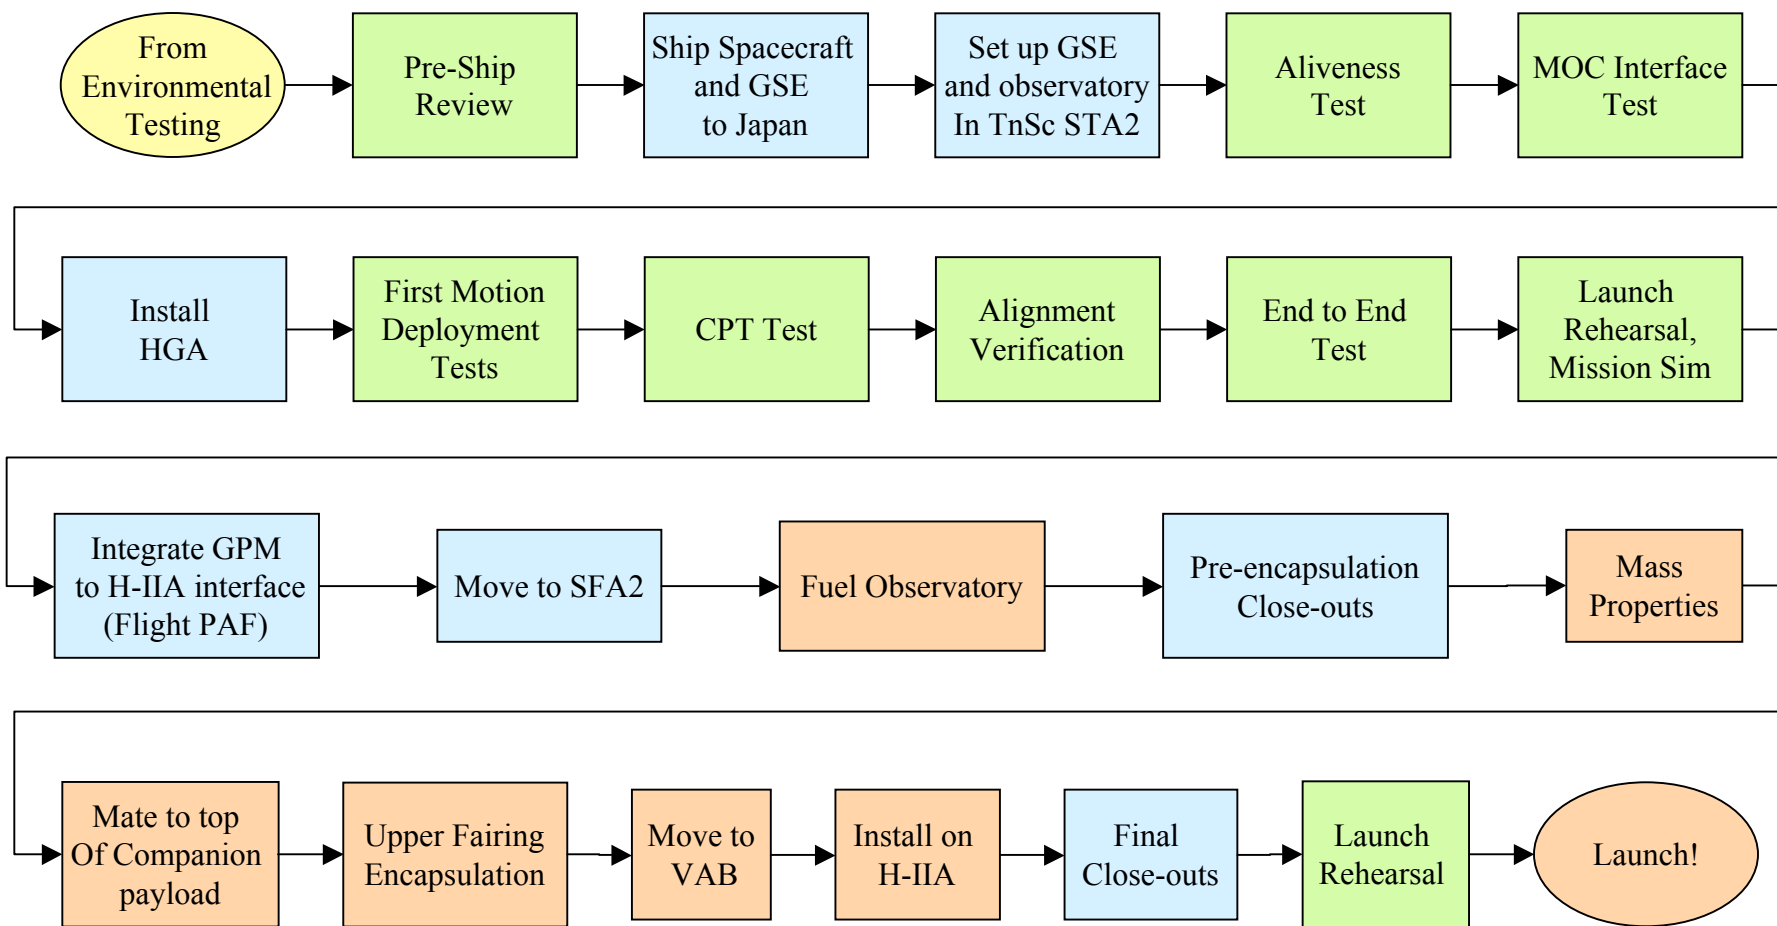 From
Environmental
Testing
Pre-Ship
Review
Ship Spacecraft
and GSE
to Japan
Set up GSE
and observatory
In TnSc STA2
Aliveness
Test
MOC Interface
Test
Install
HGA
First Motion
Deployment
Tests
CPT Test
Alignment
Verification
End to End
Test
Launch
Rehearsal,
Mission Sim
Integrate GPM
to H-IIA interface
(Flight PAF)
Move to SFA2
Fuel Observatory
Pre-encapsulation
Close-outs
Mass
Properties
Mate to top
Of Companion
payload
Upper Fairing
Encapsulation
Move to
VAB
Install on
H-IIA
Final
Close-outs
Launch
Rehearsal
Launch!